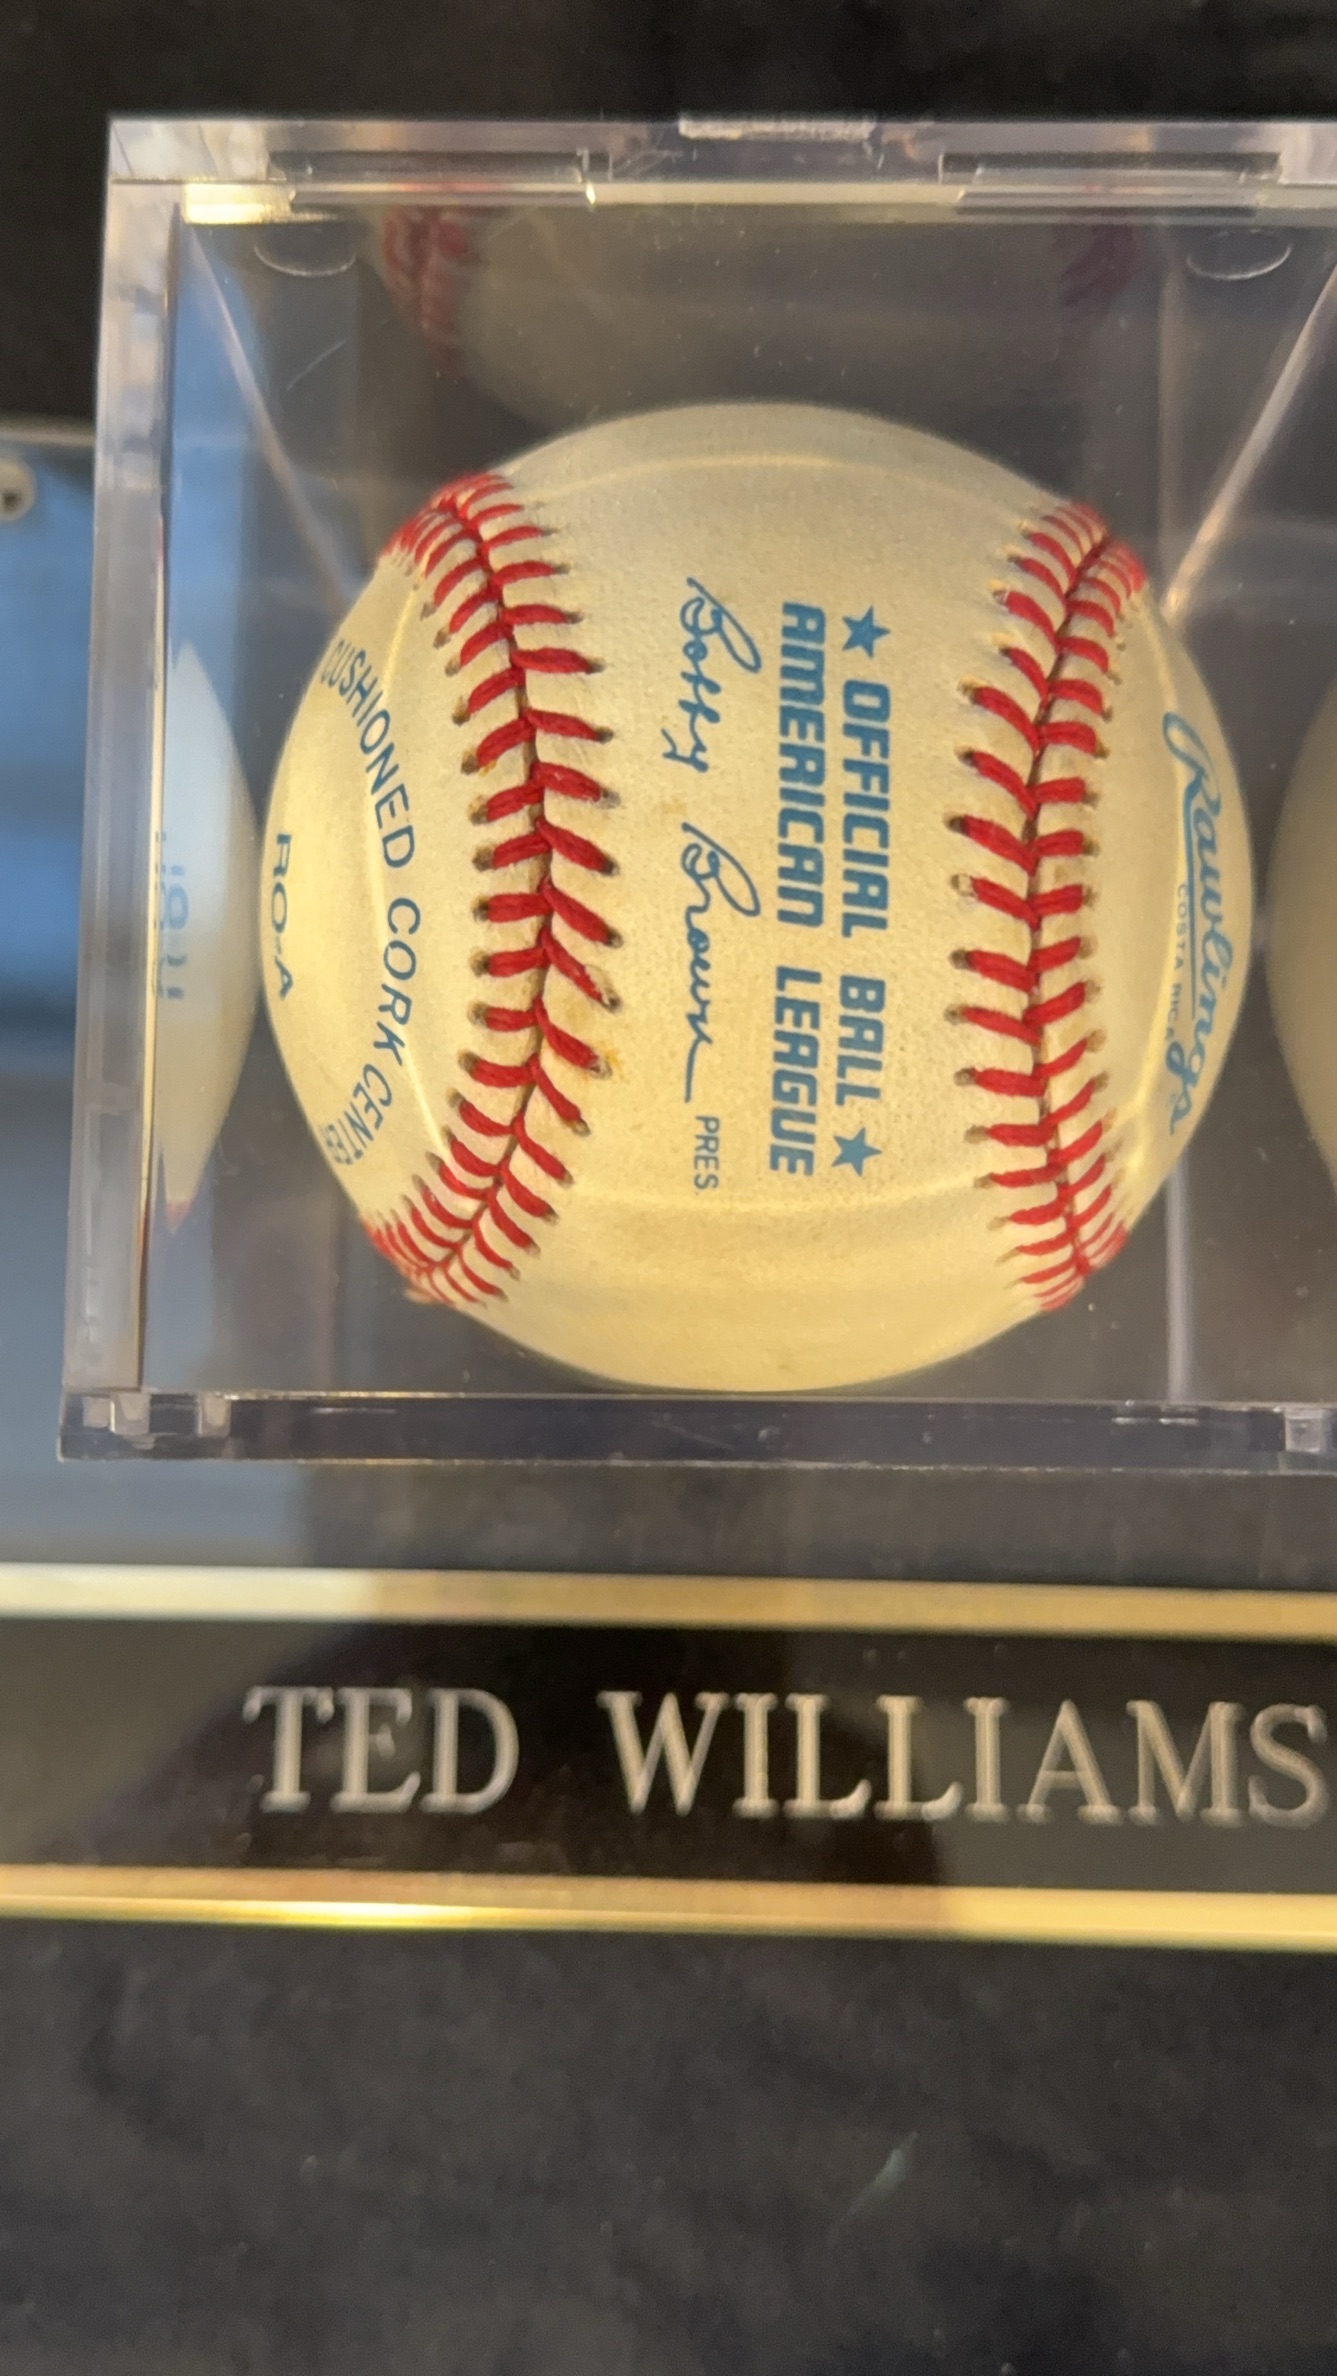 ★ OFFICIAL BALL ★
AMERICAN LEAGUE
Bobby Brown PRES.
Rawlings
COSTA RICA
CUSHIONED CORK CENTER
RO-A
TED WILLIAMS